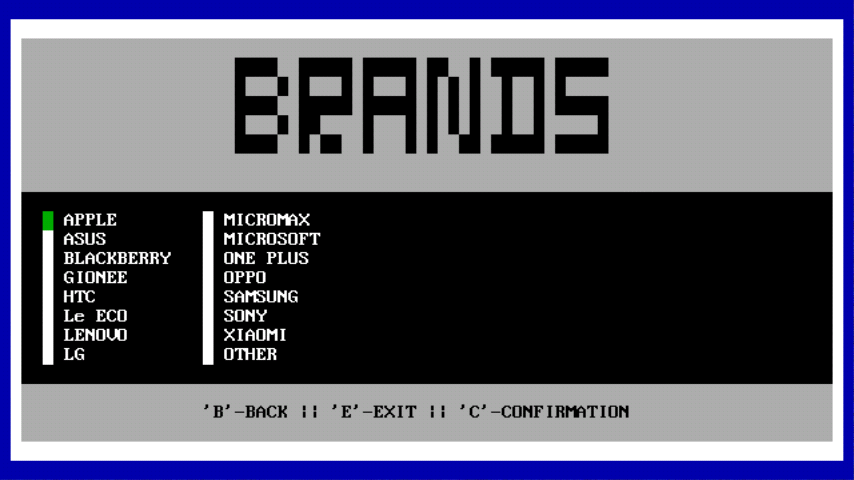 BRANDS
APPLE
ASUS
BLACKBERRY
GIONEE
HTC
Le ECO
LENOVO
LG
MICROMAX
MICROSOFT
ONE PLUS
OPPO
SAMSUNG
SONY
XIAOMI
OTHER
'B'-BACK || 'E'-EXIT || 'C'-CONFIRMATION